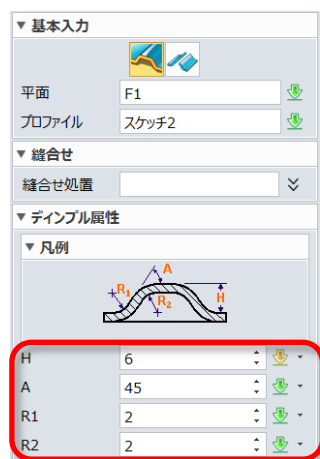 ▼ 基本入力
平面 F1
プロファイル スケッチ2
▼ 縫合せ
縫合せ処置
▼ ディンプル属性
▼ 凡例
A
R1
R2
H
H 6
A 45
R1 2
R2 2